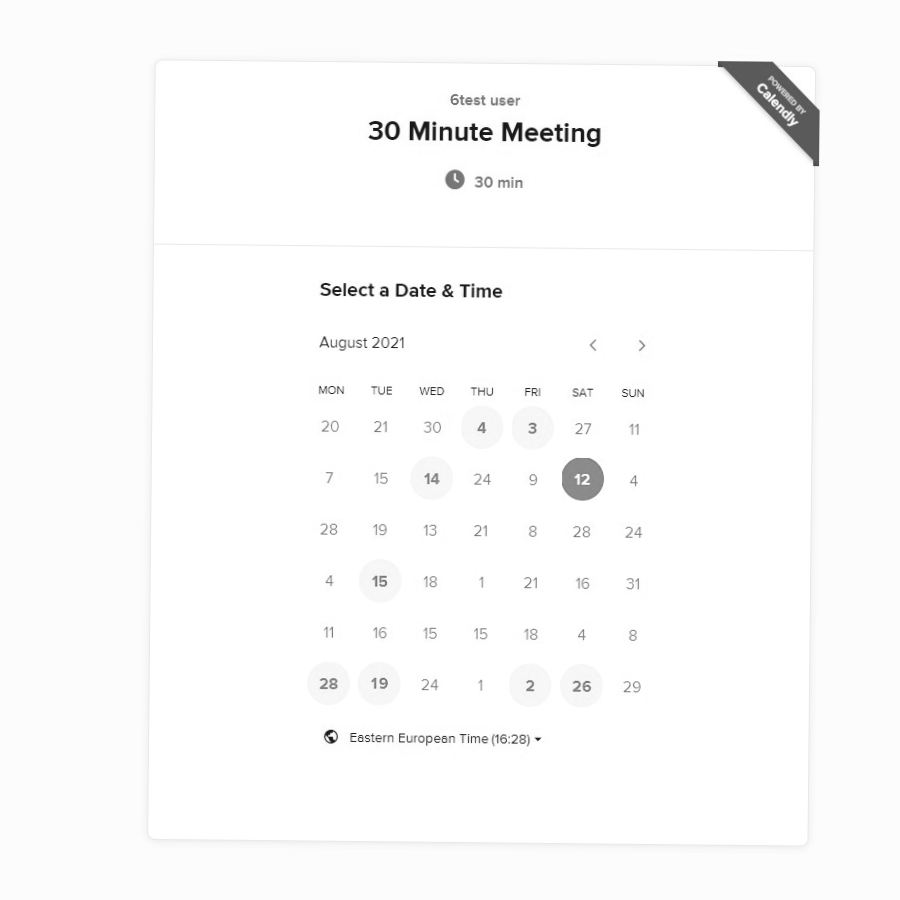 POWERED BY
Calendly
6test user
30 Minute Meeting
30 min
Select a Date & Time
August 2021
MON TUE WED THU FRI SAT SUN
20 21 30 4 3 27 11
7 15 14 24 9 12 4
28 19 13 21 8 28 24
4 15 18 1 21 16 31
11 16 15 15 18 4 8
28 19 24 1 2 26 29
Eastern European Time (16:28)